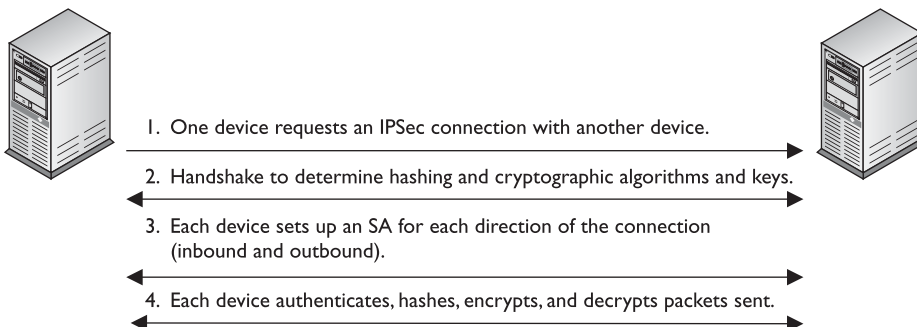 1. One device requests an IPSec connection with another device.
2. Handshake to determine hashing and cryptographic algorithms and keys.
3. Each device sets up an SA for each direction of the connection
(inbound and outbound).
4. Each device authenticates, hashes, encrypts, and decrypts packets sent.